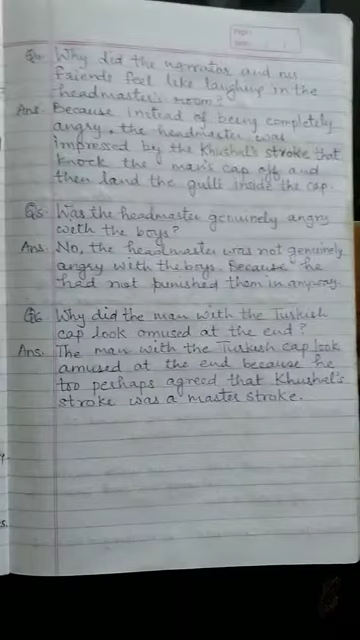 Page:
Date: / /
Q4. Why did the narrator and his
friends feel like laughing in the
headmaster's room?
Ans. Because instead of being completely
angry, the headmaster was
impressed by the Khushal's stroke that
knock the man's cap off and
then land the gulli inside the cap.
Q5. Was the headmaster genuinely angry
with the boys?
Ans. No, the headmaster was not genuinely
angry with the boys. Because he
had not punished them in anyway.
Q6. Why did the man with the Turkish
cap look amused at the end?
Ans. The man with the Turkish cap look
amused at the end because he
too perhaps agreed that Khushal's
stroke was a master stroke.